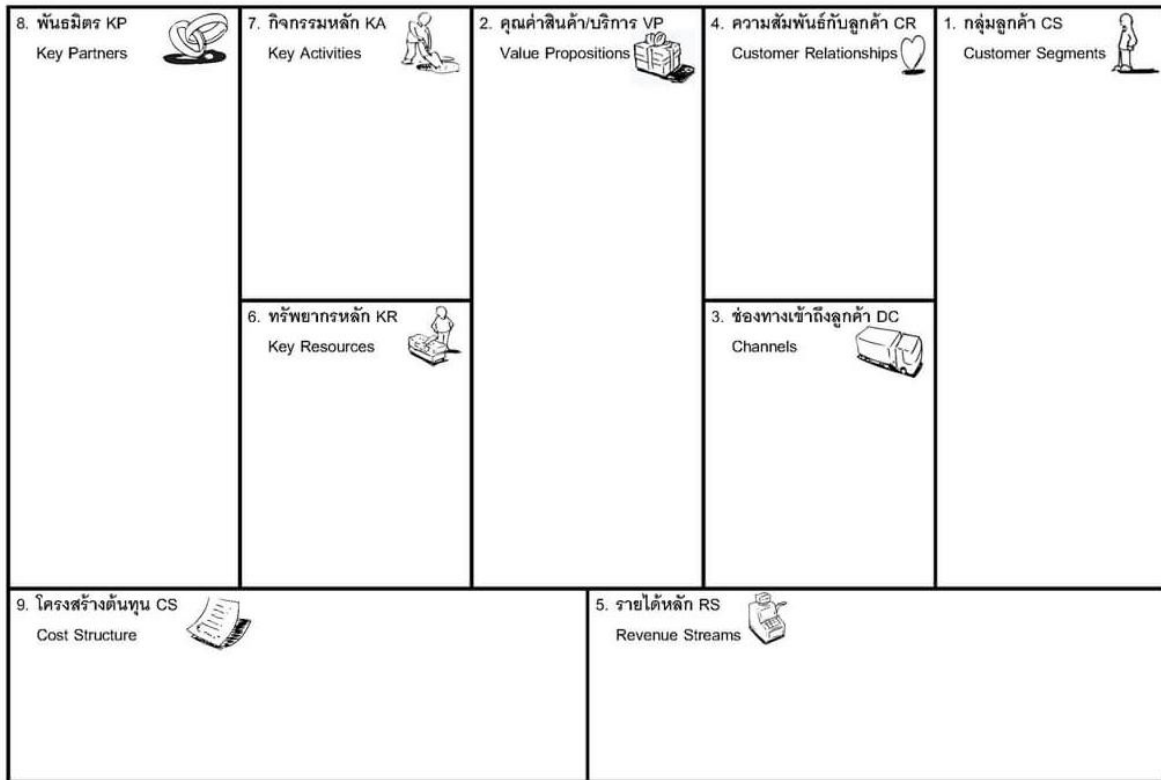 8. พันธมิตร KP
Key Partners
7. กิจกรรมหลัก KA
Key Activities
2. คุณค่าสินค้า/บริการ VP
Value Propositions
4. ความสัมพันธ์กับลูกค้า CR
Customer Relationships
1. กลุ่มลูกค้า CS
Customer Segments
6. ทรัพยากรหลัก KR
Key Resources
3. ช่องทางเข้าถึงลูกค้า DC
Channels
9. โครงสร้างต้นทุน CS
Cost Structure
5. รายได้หลัก RS
Revenue Streams